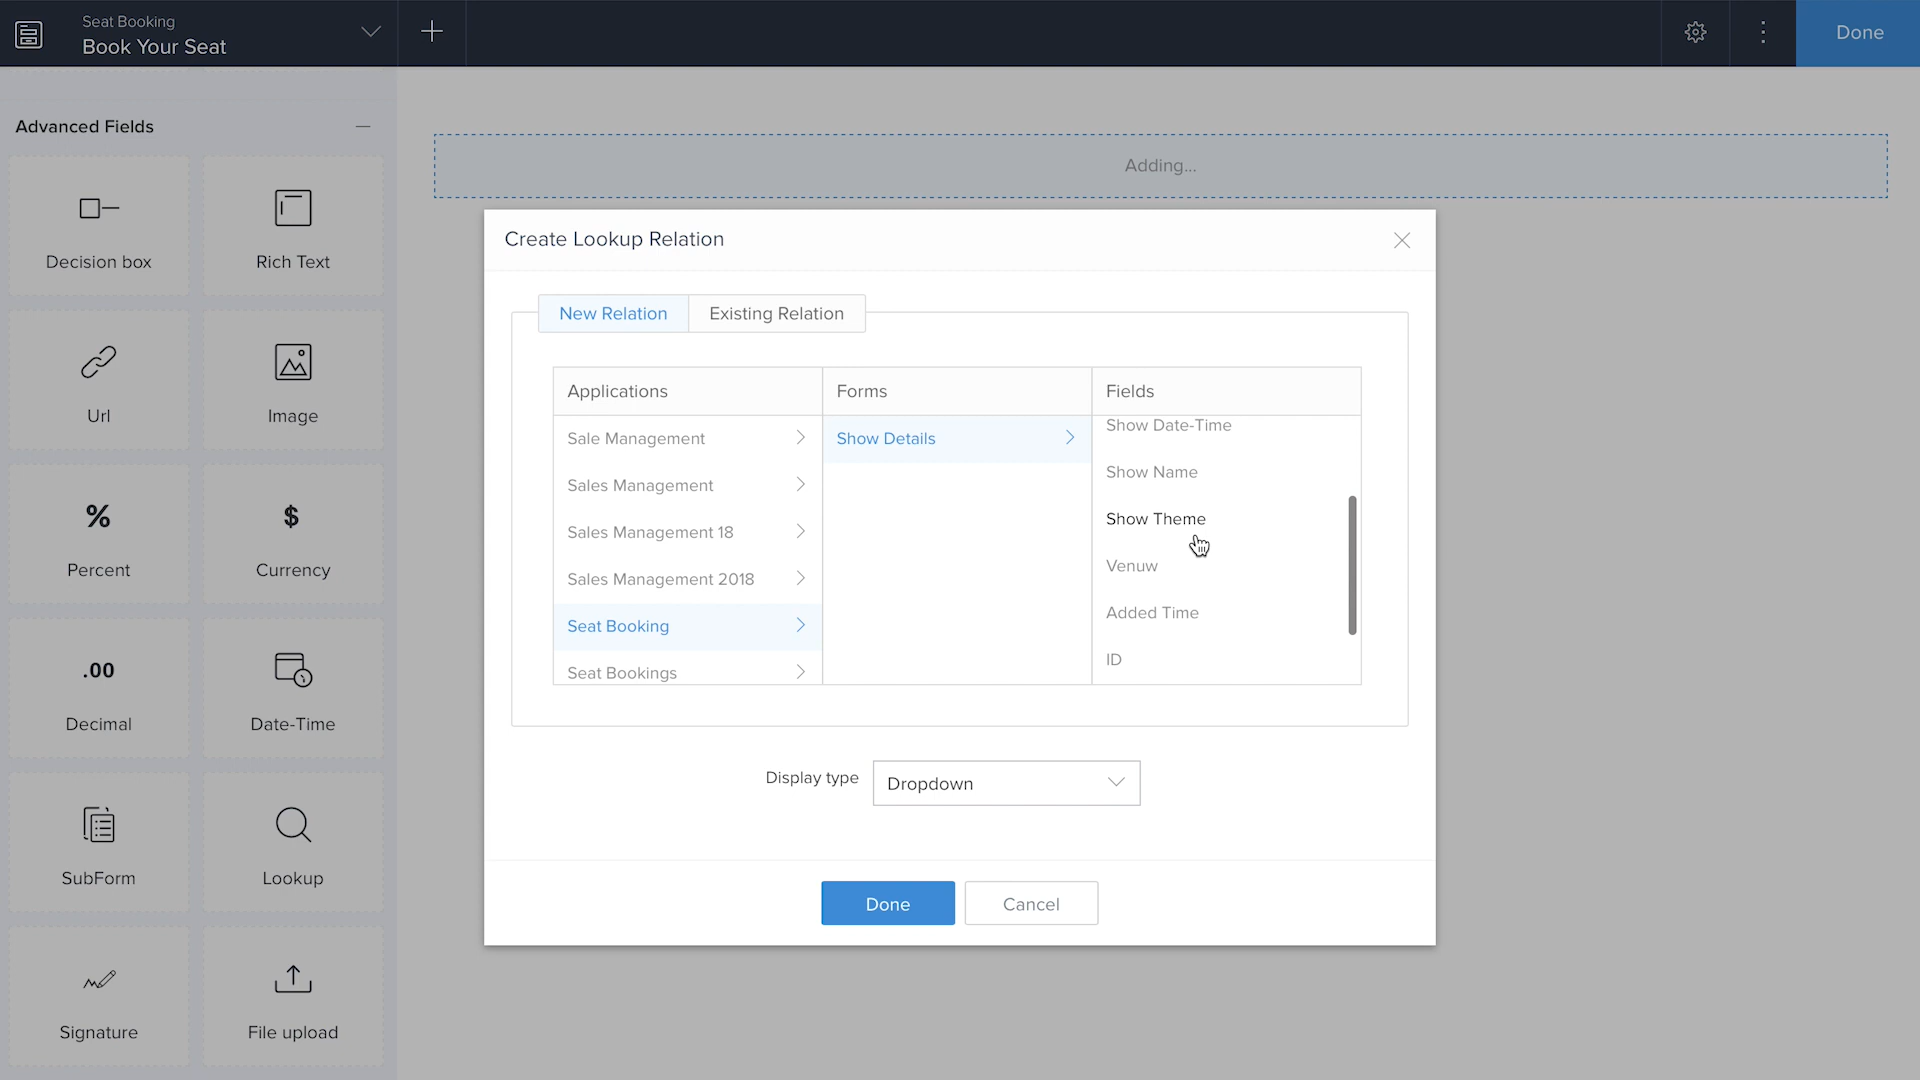 Seat Booking
Book Your Seat
Done
Advanced Fields
Decision box
Rich Text
Url
Image
%
Percent
$
Currency
.00
Decimal
Date-Time
SubForm
Lookup
Signature
File upload
Adding...
Create Lookup Relation
New Relation
Existing Relation
Applications
Forms
Fields
Sale Management
Sales Management
Sales Management 18
Sales Management 2018
Seat Booking
Seat Bookings
Show Details
Show Date-Time
Show Name
Show Theme
Venuw
Added Time
ID
Display type
Dropdown
Done
Cancel